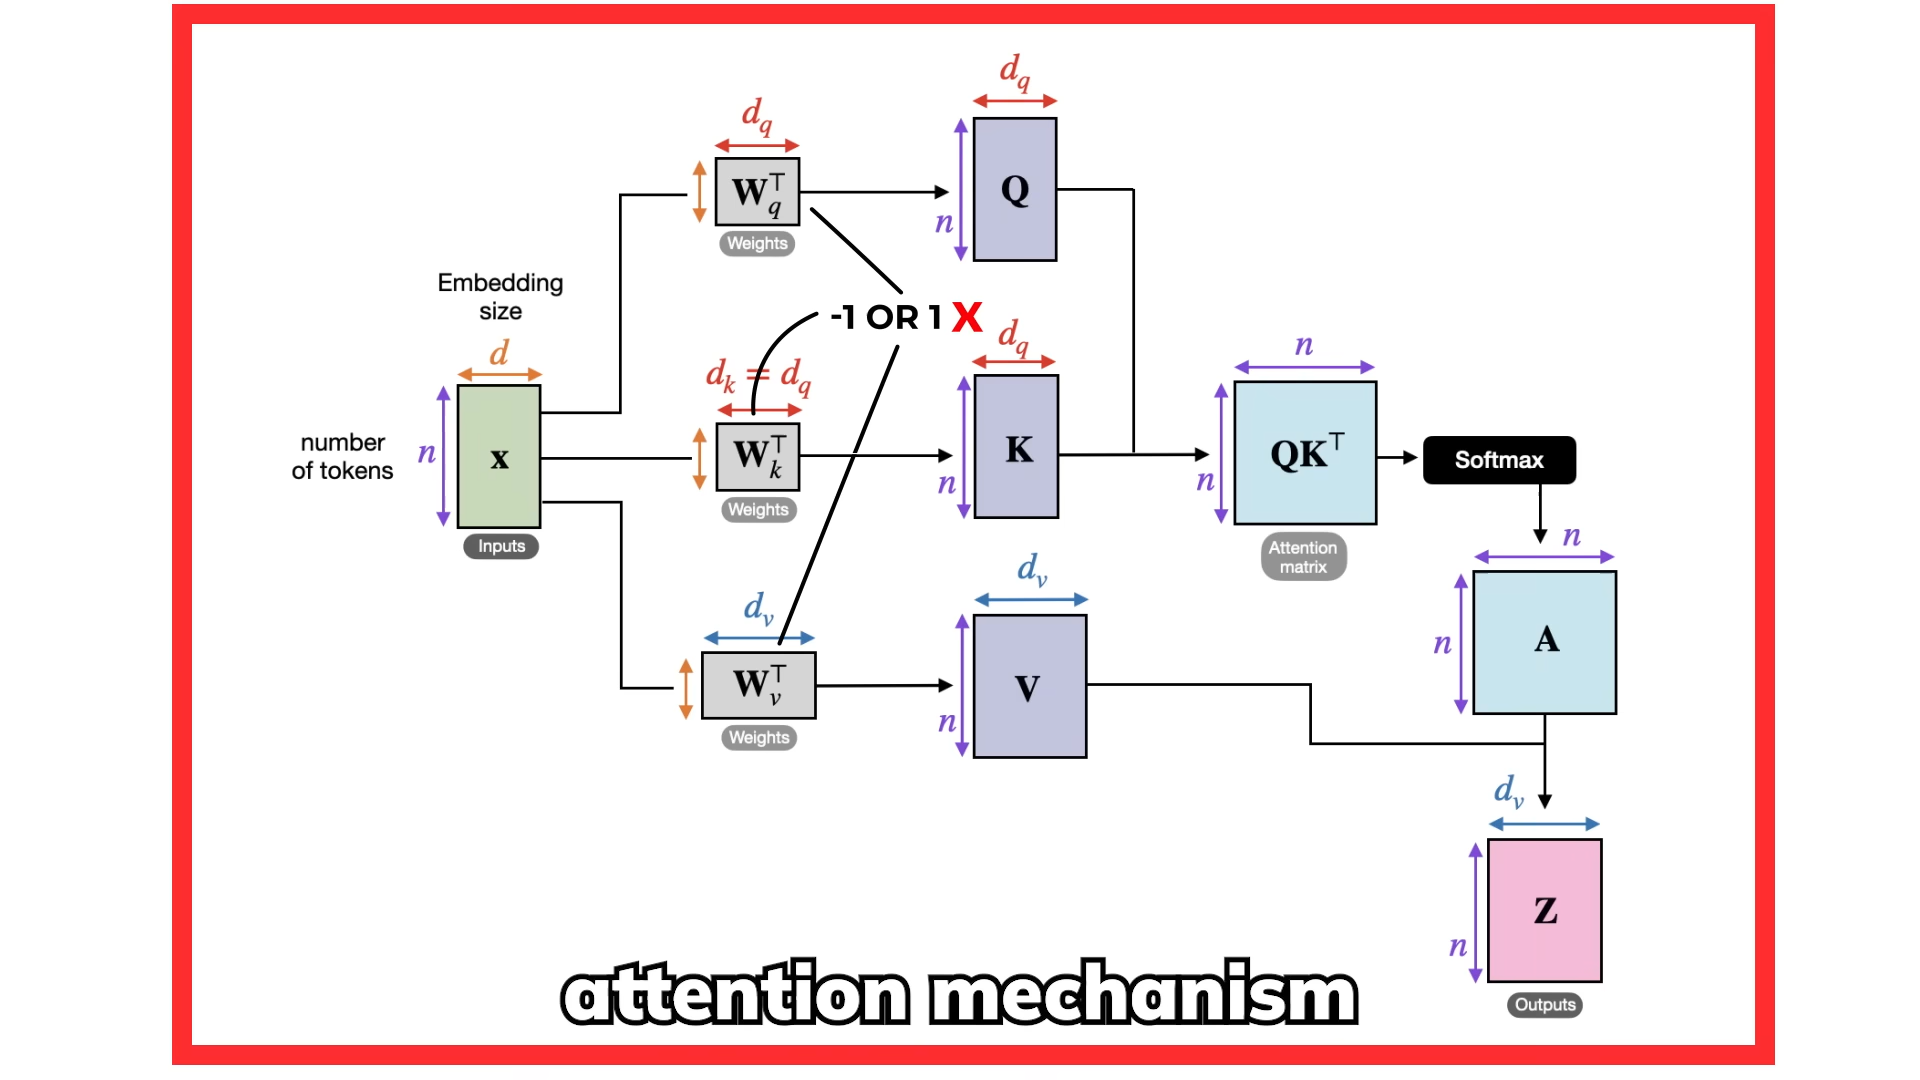 d_q
d_q
W_q^⊤
Q
Weights
n
Embedding
size
-1 OR 1 X
d
d_k = d_q
d_q
n
number
of tokens
n
x
W_k^⊤
K
n
QK^⊤
Softmax
n
Weights
n
Inputs
Attention
matrix
n
d_v
d_v
A
n
W_v^⊤
V
n
Weights
d_v
Z
n
Outputs
attention mechanism